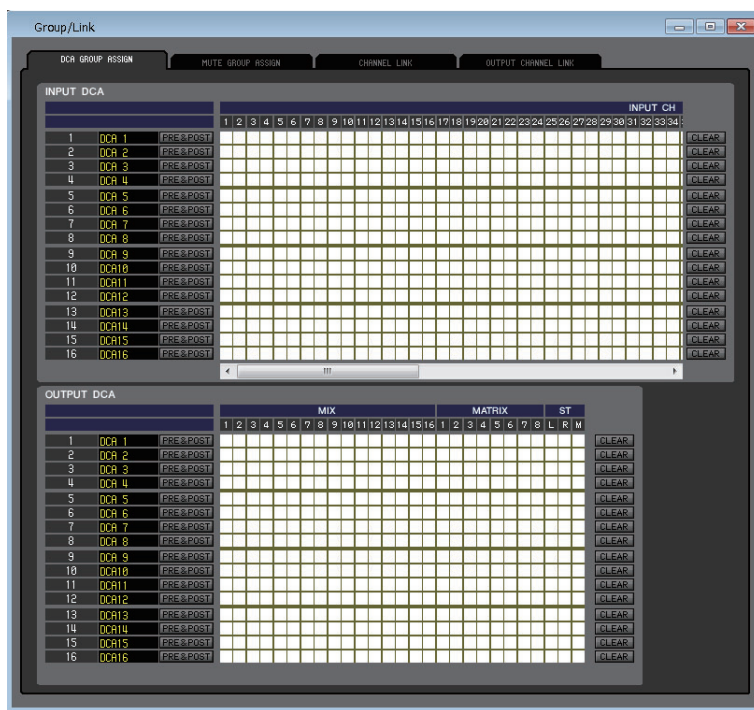 Group/Link
DCA GROUP ASSIGN MUTE GROUP ASSIGN CHANNEL LINK OUTPUT CHANNEL LINK
INPUT DCA
INPUT CH
1 2 3 4 5 6 7 8 9 10 11 12 13 14 15 16 17 18 19 20 21 22 23 24 25 26 27 28 29 30 31 32 33 34
1 DCA 1 PRE&POST CLEAR
2 DCA 2 PRE&POST CLEAR
3 DCA 3 PRE&POST CLEAR
4 DCA 4 PRE&POST CLEAR
5 DCA 5 PRE&POST CLEAR
6 DCA 6 PRE&POST CLEAR
7 DCA 7 PRE&POST CLEAR
8 DCA 8 PRE&POST CLEAR
9 DCA 9 PRE&POST CLEAR
10 DCA10 PRE&POST CLEAR
11 DCA11 PRE&POST CLEAR
12 DCA12 PRE&POST CLEAR
13 DCA13 PRE&POST CLEAR
14 DCA14 PRE&POST CLEAR
15 DCA15 PRE&POST CLEAR
16 DCA16 PRE&POST CLEAR
OUTPUT DCA
MIX MATRIX ST
1 2 3 4 5 6 7 8 9 10 11 12 13 14 15 16 1 2 3 4 5 6 7 8 L R M
1 DCA 1 PRE&POST CLEAR
2 DCA 2 PRE&POST CLEAR
3 DCA 3 PRE&POST CLEAR
4 DCA 4 PRE&POST CLEAR
5 DCA 5 PRE&POST CLEAR
6 DCA 6 PRE&POST CLEAR
7 DCA 7 PRE&POST CLEAR
8 DCA 8 PRE&POST CLEAR
9 DCA 9 PRE&POST CLEAR
10 DCA10 PRE&POST CLEAR
11 DCA11 PRE&POST CLEAR
12 DCA12 PRE&POST CLEAR
13 DCA13 PRE&POST CLEAR
14 DCA14 PRE&POST CLEAR
15 DCA15 PRE&POST CLEAR
16 DCA16 PRE&POST CLEAR